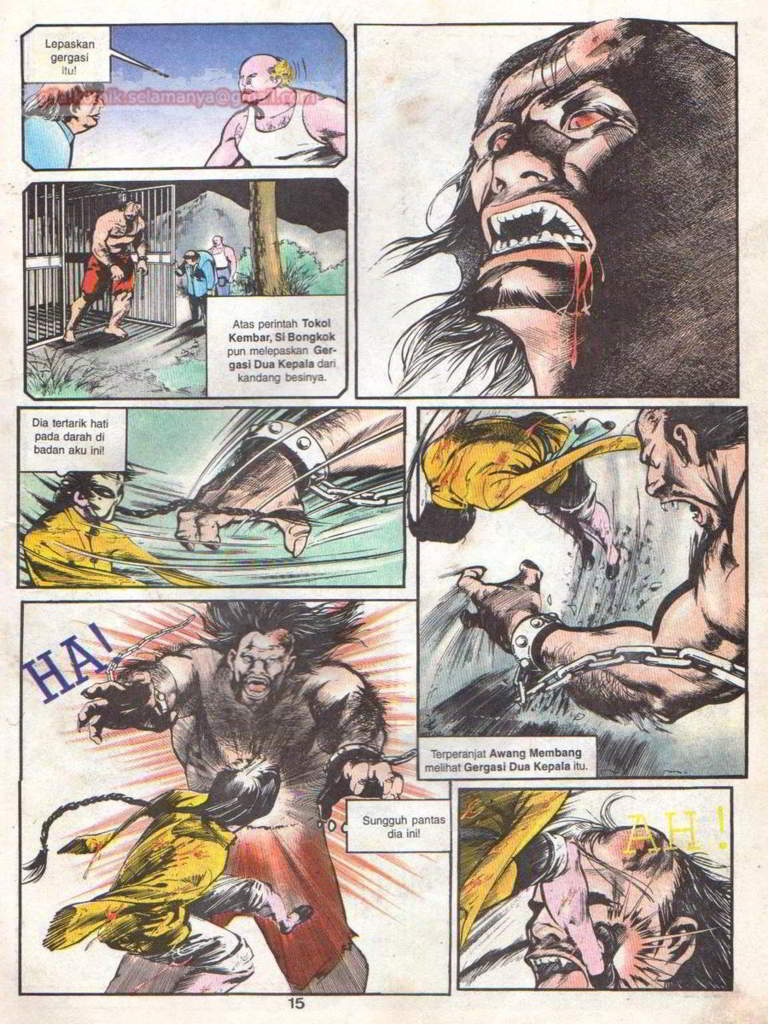 Lepaskan
gergasi
itu!
Atas perintah Tokol
Kembar, Si Bongkok
pun melepaskan Ger-
gasi Dua Kepala dari
kandang besinya.
Dia tertarik hati
pada darah di
badan aku ini!
Terperanjat Awang Membang
melihat Gergasi Dua Kepala itu.
HA!
Sungguh pantas
dia ini!
AH!
15